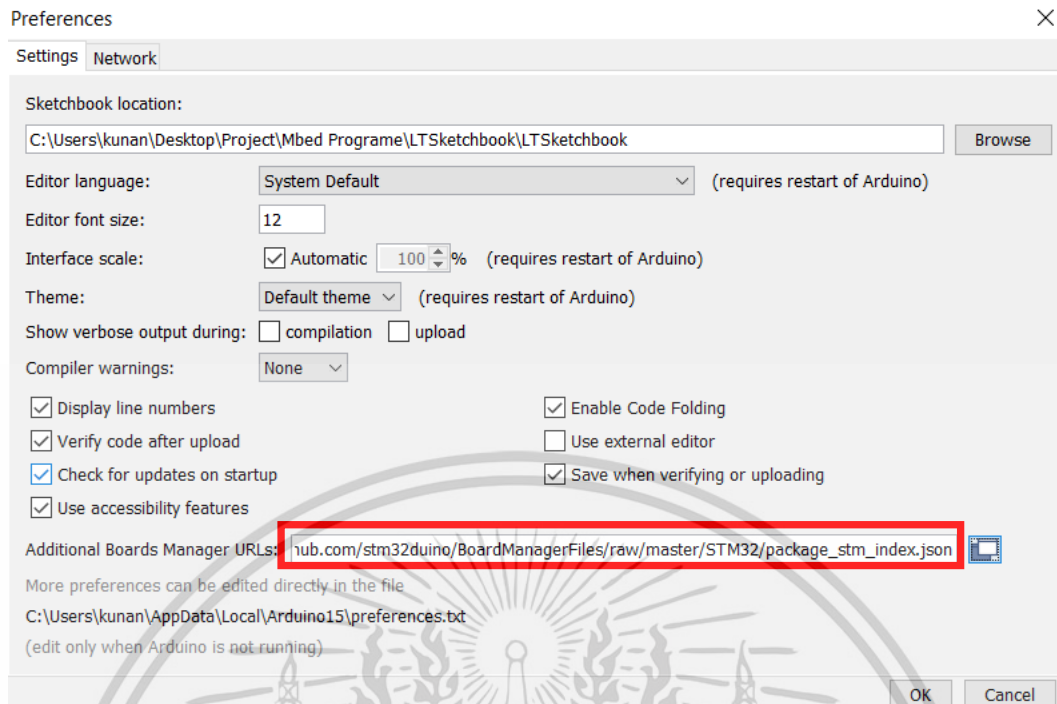 Preferences
Settings Network
Sketchbook location:
C:\Users\kunan\Desktop\Project\Mbed Programe\LTSketchbook\LTSketchbook Browse
Editor language: System Default (requires restart of Arduino)
Editor font size: 12
Interface scale: Automatic 100 % (requires restart of Arduino)
Theme: Default theme (requires restart of Arduino)
Show verbose output during: compilation upload
Compiler warnings: None
Display line numbers Enable Code Folding
Verify code after upload Use external editor
Check for updates on startup Save when verifying or uploading
Use accessibility features
Additional Boards Manager URLs: hub.com/stm32duino/BoardManagerFiles/raw/master/STM32/package_stm_index.json
More preferences can be edited directly in the file
C:\Users\kunan\AppData\Local\Arduino15\preferences.txt
(edit only when Arduino is not running)
OK Cancel